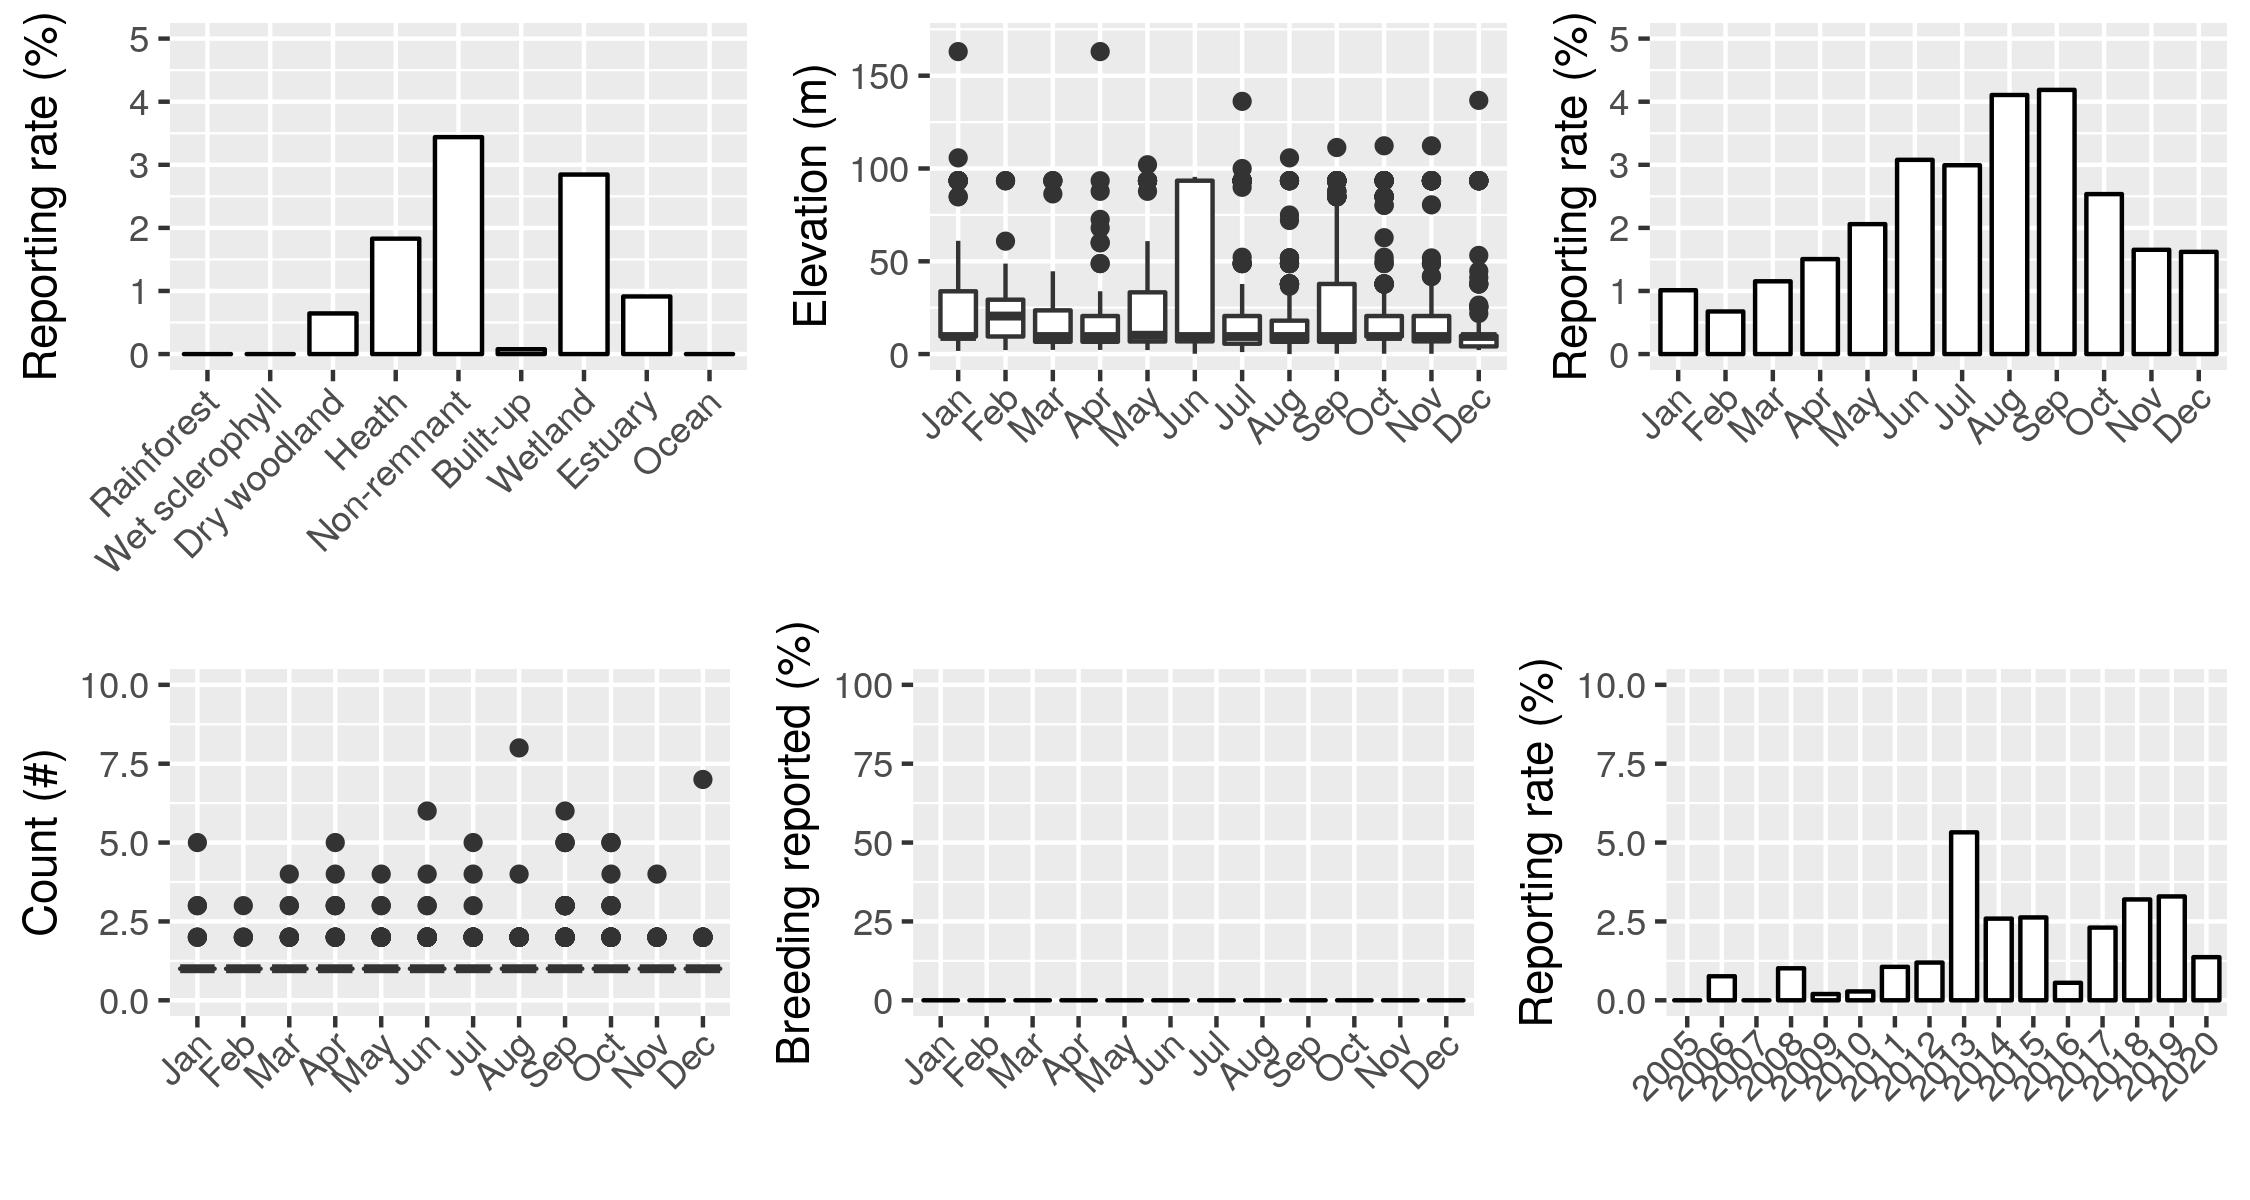 Reporting rate (%)
5
4
3
2
1
0
Rainforest
Wet sclerophyll
Dry woodland
Heath
Non-remnant
Built-up
Wetland
Estuary
Ocean
Elevation (m)
150
100
50
0
Jan
Feb
Mar
Apr
May
Jun
Jul
Aug
Sep
Oct
Nov
Dec
Reporting rate (%)
5
4
3
2
1
0
Jan
Feb
Mar
Apr
May
Jun
Jul
Aug
Sep
Oct
Nov
Dec
Count (#)
10.0
7.5
5.0
2.5
0.0
Jan
Feb
Mar
Apr
May
Jun
Jul
Aug
Sep
Oct
Nov
Dec
Breeding reported (%)
100
75
50
25
0
Jan
Feb
Mar
Apr
May
Jun
Jul
Aug
Sep
Oct
Nov
Dec
Reporting rate (%)
10.0
7.5
5.0
2.5
0.0
2005
2006
2007
2008
2009
2010
2011
2012
2013
2014
2015
2016
2017
2018
2019
2020